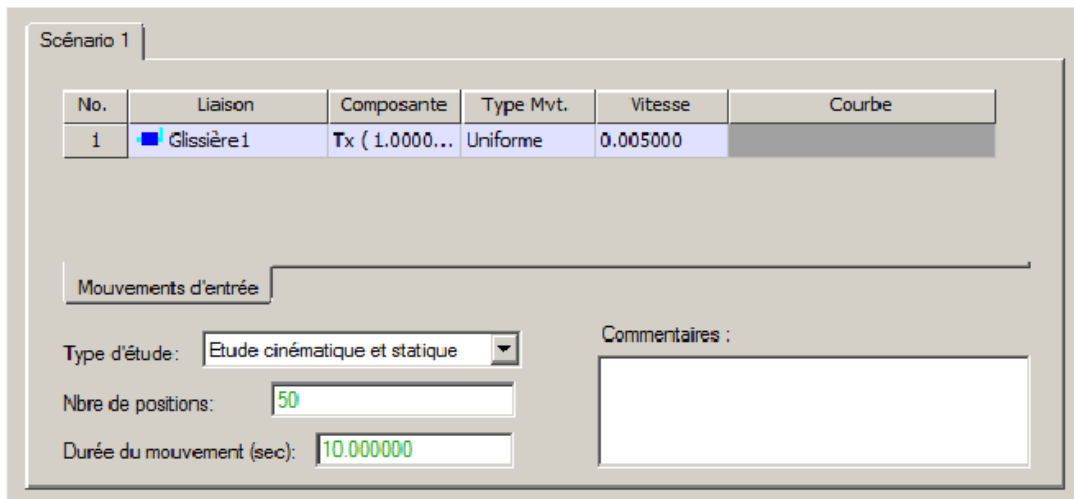 Scénario 1
No. Liaison Composante Type Mvt. Vitesse Courbe
1 Glissière1 Tx ( 1.0000... Uniforme 0.005000
Mouvements d'entrée
Type d'étude: Etude cinématique et statique
Commentaires :
Nbre de positions: 50
Durée du mouvement (sec): 10.000000